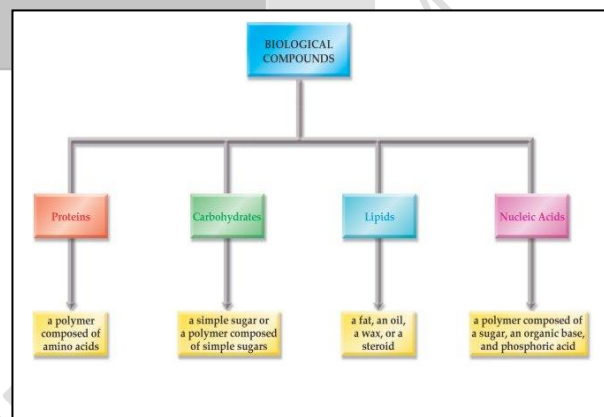 BIOLOGICAL
COMPOUNDS
Proteins
Carbohydrates
Lipids
Nucleic Acids
a polymer
composed of
amino acids
a simple sugar or
a polymer composed
of simple sugars
a fat, an oil,
a wax, or a
steroid
a polymer composed of
a sugar, an organic base,
and phosphoric acid